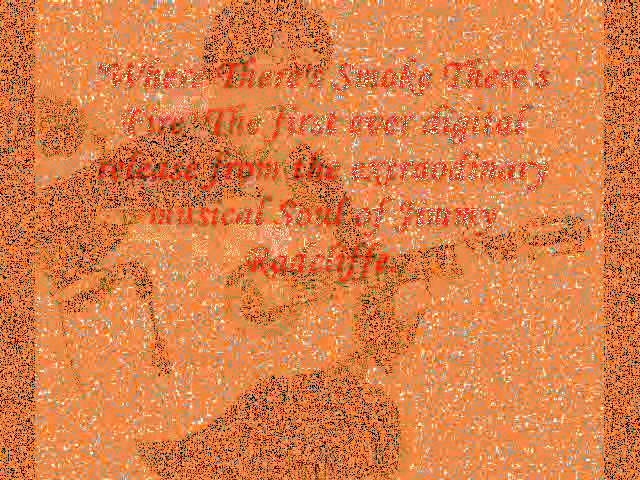 "Where There's Smoke There's
Fire" The first ever digital
release from the extraordinary
musical Soul of Jimmy
Radcliffe